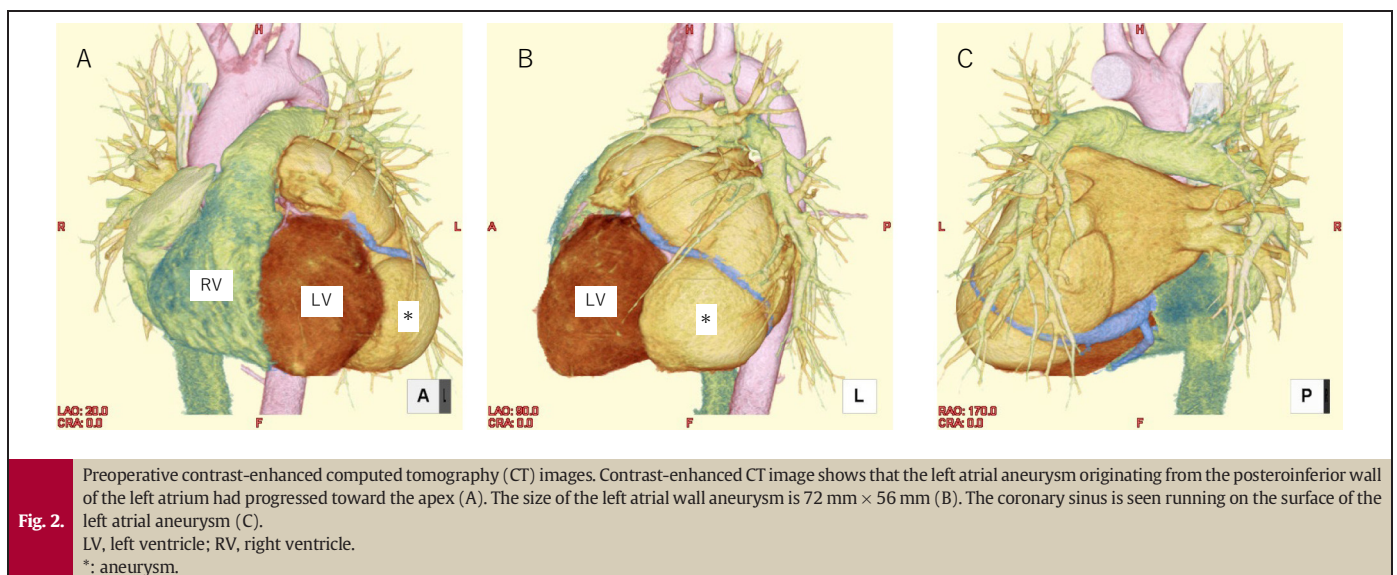 A
H
R
L
RV
LV
*
LAO: 20.0
CRA: 0.0
F
A
B
H
A
P
LV
*
LAO: 90.0
CRA: 0.0
F
L
C
H
L
R
RAO: 170.0
CRA: 0.0
F
P
Fig. 2.
Preoperative contrast-enhanced computed tomography (CT) images. Contrast-enhanced CT image shows that the left atrial aneurysm originating from the posteroinferior wall
of the left atrium had progressed toward the apex (A). The size of the left atrial wall aneurysm is 72 mm × 56 mm (B). The coronary sinus is seen running on the surface of the
left atrial aneurysm (C).
LV, left ventricle; RV, right ventricle.
*: aneurysm.